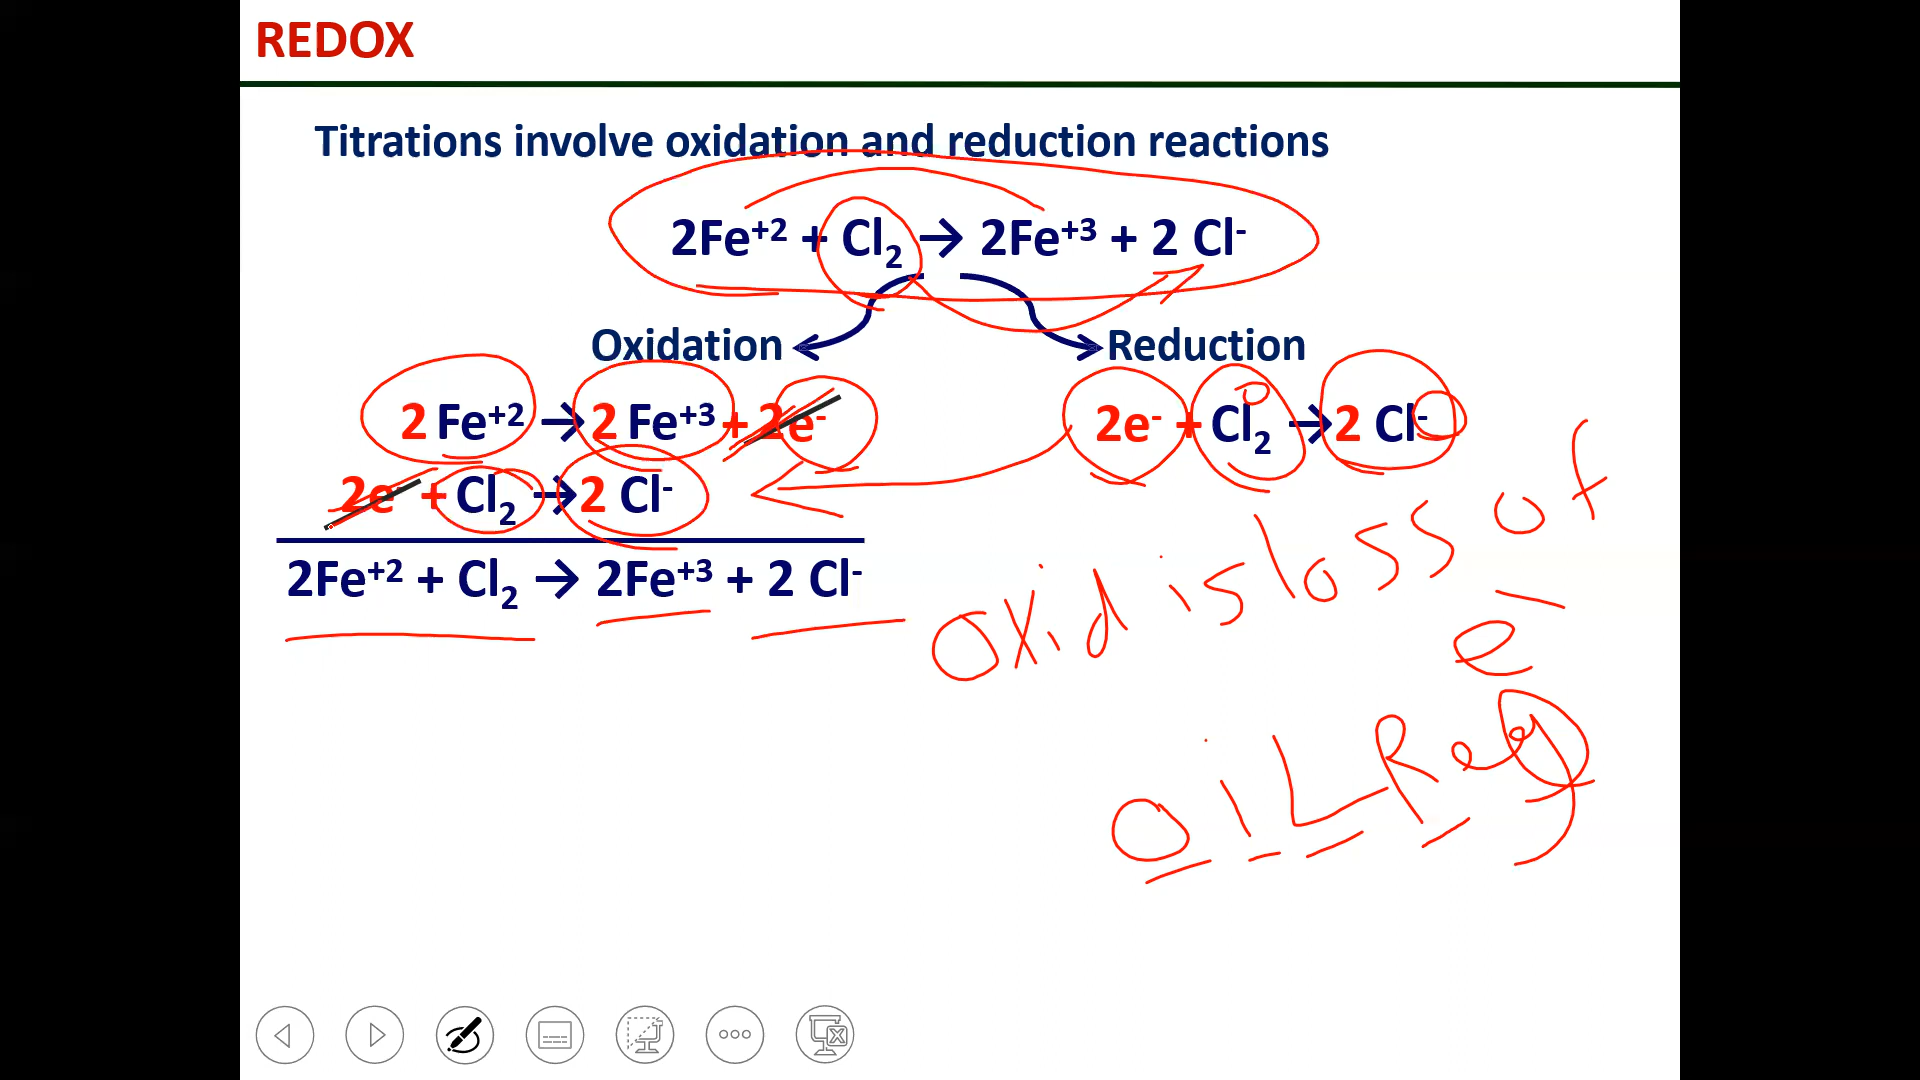 REDOX
Titrations involve oxidation and reduction reactions
2Fe⁺² + Cl₂ → 2Fe⁺³ + 2 Cl⁻
Oxidation Reduction
2 Fe⁺² → 2 Fe⁺³ + 2e⁻ 2e⁻ + Cl₂ → 2 Cl⁻
2e⁻ + Cl₂ → 2 Cl⁻
2Fe⁺² + Cl₂ → 2Fe⁺³ + 2 Cl⁻
Oxid is loss of
e⁻
OiLReg